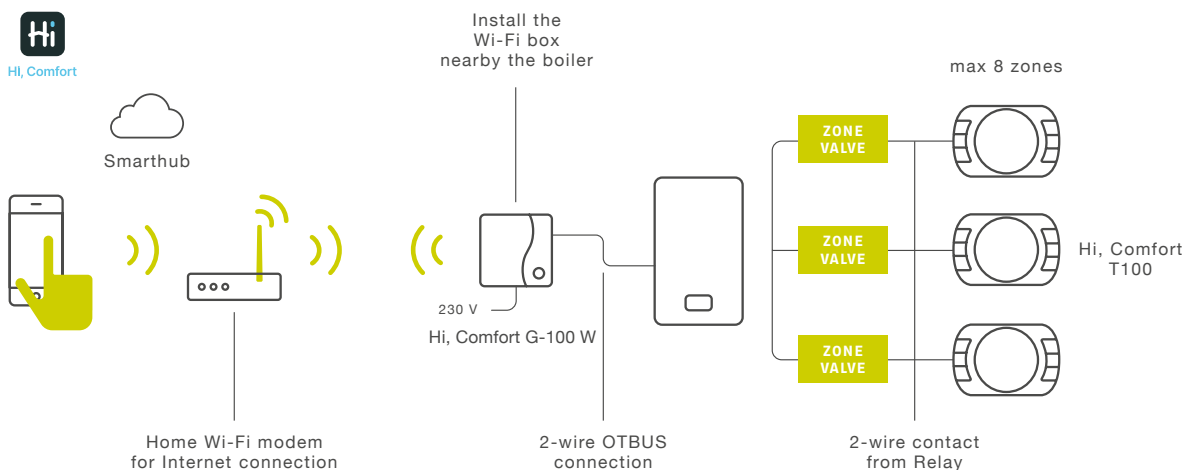 Hi
HI, Comfort
Smarthub
Install the
Wi-Fi box
nearby the boiler
max 8 zones
ZONE
VALVE
ZONE
VALVE
ZONE
VALVE
Hi, Comfort
T100
230 V
Hi, Comfort G-100 W
Home Wi-Fi modem
for Internet connection
2-wire OTBUS
connection
2-wire contact
from Relay